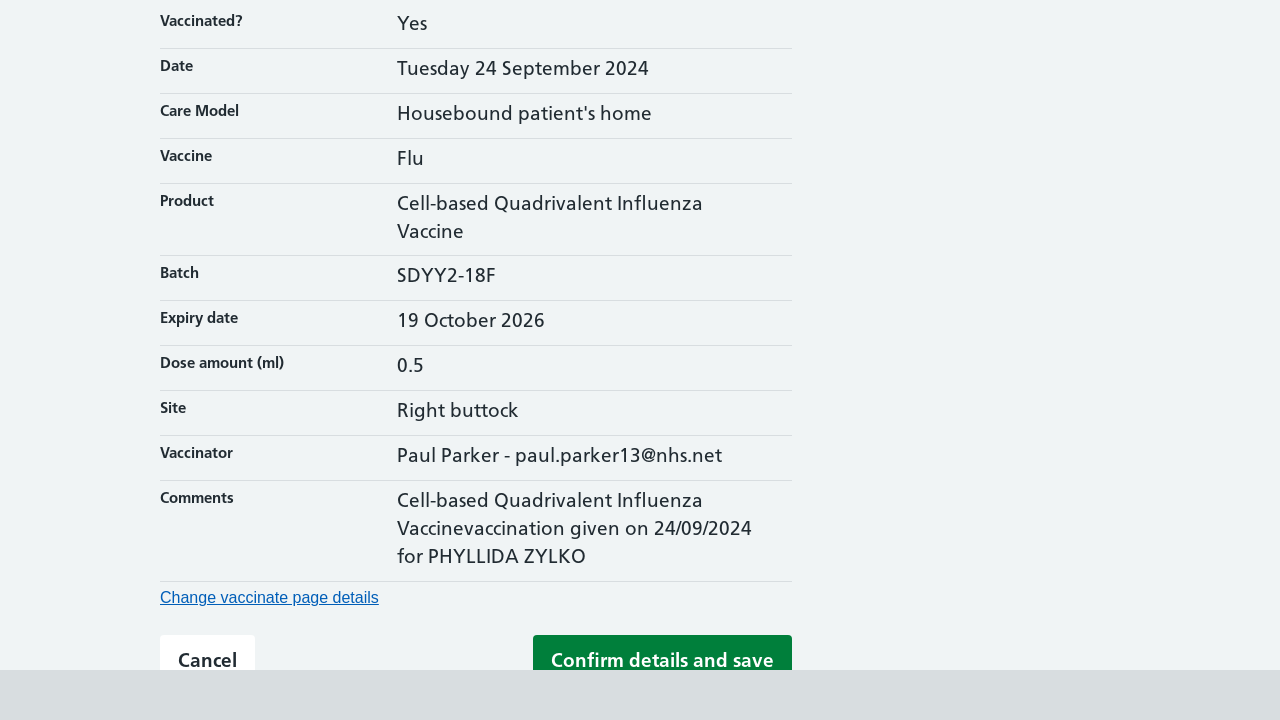 Vaccinated? Yes
Date Tuesday 24 September 2024
Care Model Housebound patient's home
Vaccine Flu
Product Cell-based Quadrivalent Influenza
Vaccine
Batch SDYY2-18F
Expiry date 19 October 2026
Dose amount (ml) 0.5
Site Right buttock
Vaccinator Paul Parker - paul.parker13@nhs.net
Comments Cell-based Quadrivalent Influenza
Vaccinevaccination given on 24/09/2024
for PHYLLIDA ZYLKO
Change vaccinate page details
Cancel Confirm details and save